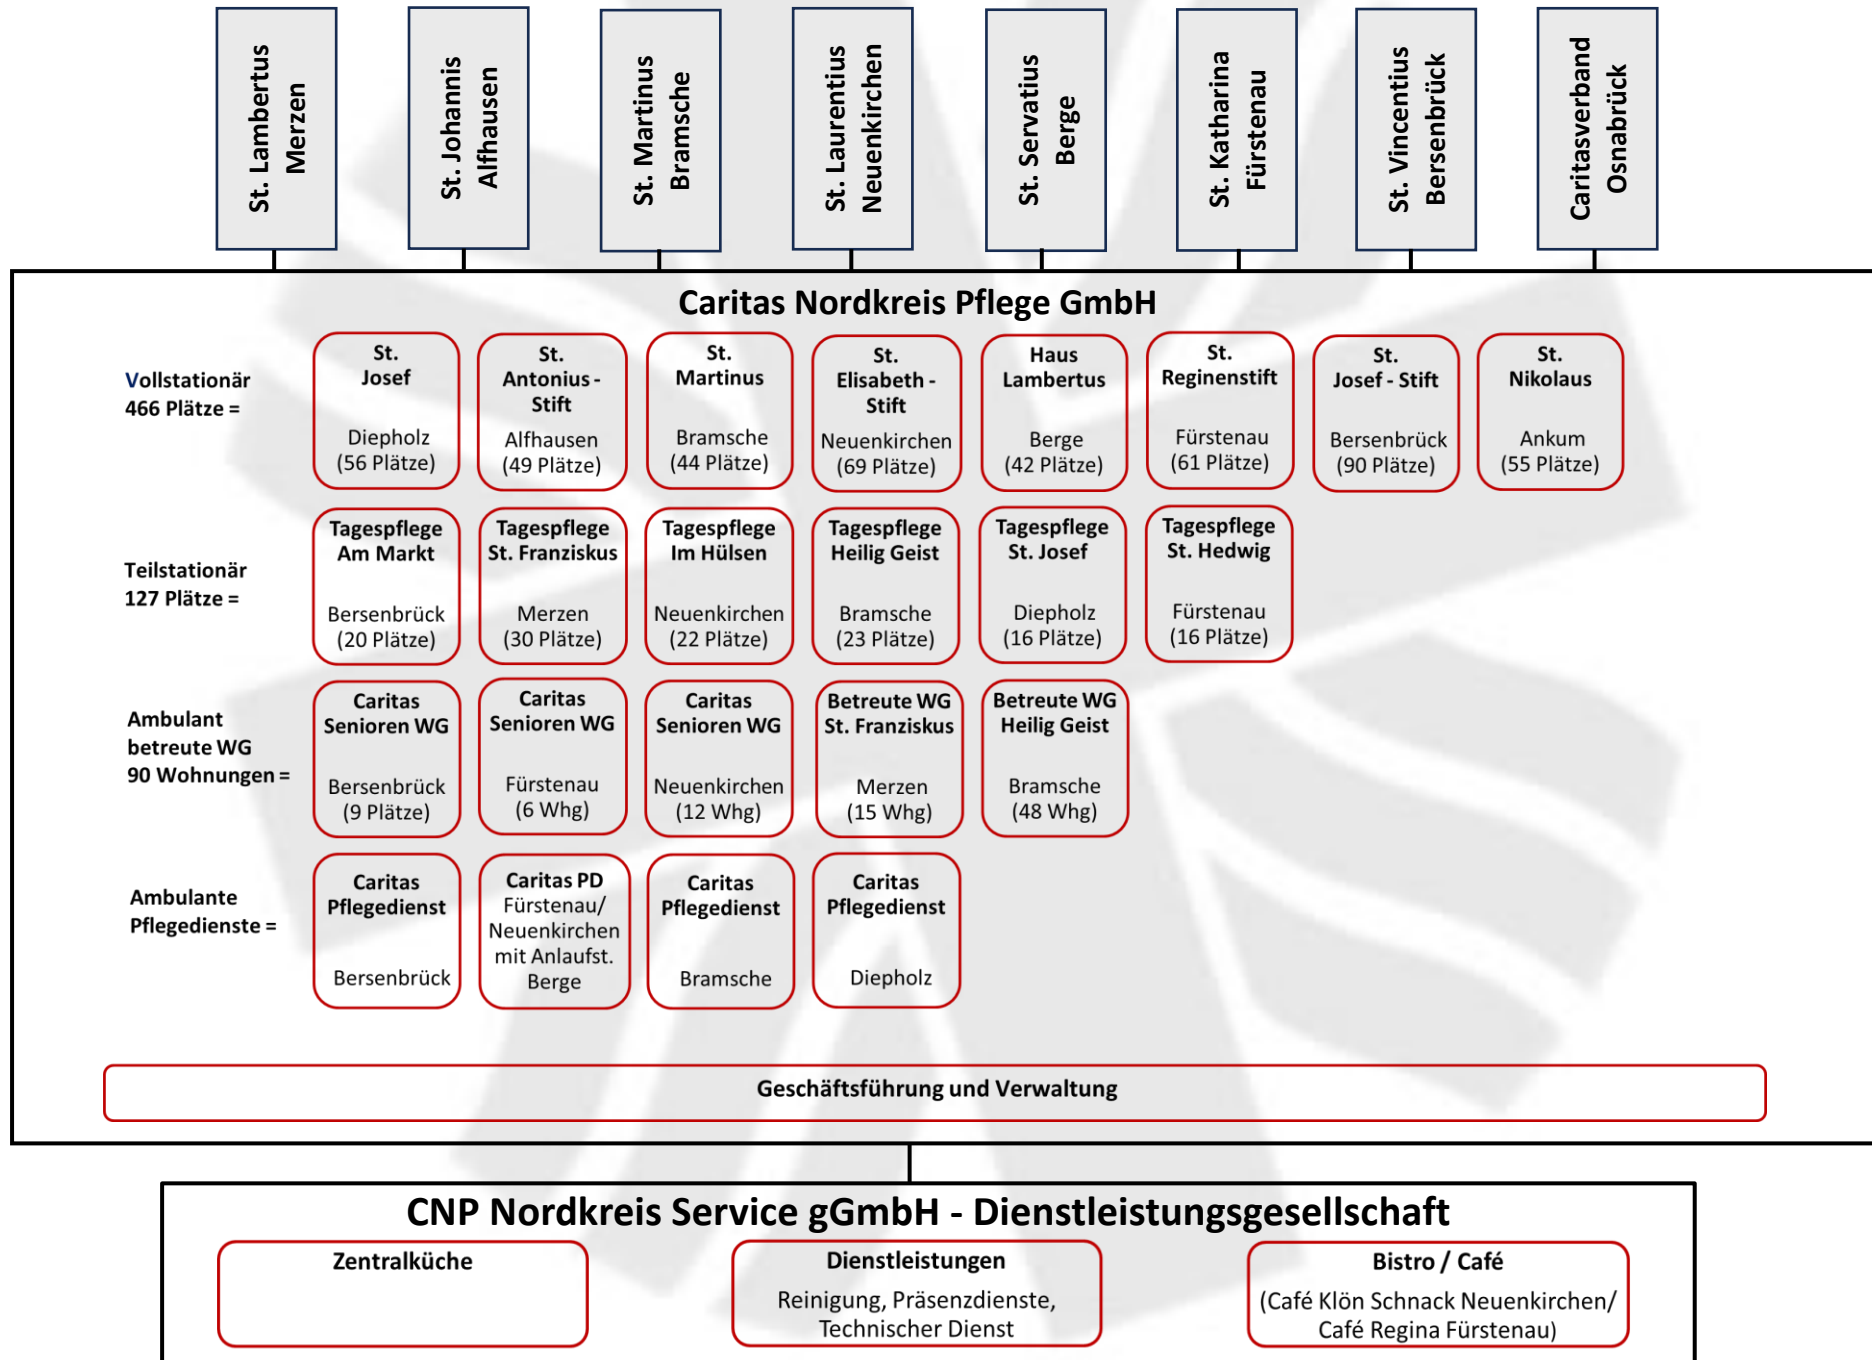 St. Lambertus
Merzen
St. Johannis
Alfhausen
St. Martinus
Bramsche
St. Laurentius
Neuenkirchen
St. Servatius
Berge
St. Katharina
Fürstenau
St. Vincentius
Bersenbrück
Caritasverband
Osnabrück
Caritas Nordkreis Pflege GmbH
Vollstationär
466 Plätze =
St.
Josef
Diepholz
(56 Plätze)
St.
Antonius -
Stift
Alfhausen
(49 Plätze)
St.
Martinus
Bramsche
(44 Plätze)
St.
Elisabeth -
Stift
Neuenkirchen
(69 Plätze)
Haus
Lambertus
Berge
(42 Plätze)
St.
Reginenstift
Fürstenau
(61 Plätze)
St.
Josef - Stift
Bersenbrück
(90 Plätze)
St.
Nikolaus
Ankum
(55 Plätze)
Teilstationär
127 Plätze =
Tagespflege
Am Markt
Bersenbrück
(20 Plätze)
Tagespflege
St. Franziskus
Merzen
(30 Plätze)
Tagespflege
Im Hülsen
Neuenkirchen
(22 Plätze)
Tagespflege
Heilig Geist
Bramsche
(23 Plätze)
Tagespflege
St. Josef
Diepholz
(16 Plätze)
Tagespflege
St. Hedwig
Fürstenau
(16 Plätze)
Ambulant
betreute WG
90 Wohnungen =
Caritas
Senioren WG
Bersenbrück
(9 Plätze)
Caritas
Senioren WG
Fürstenau
(6 Whg)
Caritas
Senioren WG
Neuenkirchen
(12 Whg)
Betreute WG
St. Franziskus
Merzen
(15 Whg)
Betreute WG
Heilig Geist
Bramsche
(48 Whg)
Ambulante
Pflegedienste =
Caritas
Pflegedienst
Bersenbrück
Caritas PD
Fürstenau/
Neuenkirchen
mit Anlaufst.
Berge
Caritas
Pflegedienst
Bramsche
Caritas
Pflegedienst
Diepholz
Geschäftsführung und Verwaltung
CNP Nordkreis Service gGmbH - Dienstleistungsgesellschaft
Zentralküche
Dienstleistungen
Reinigung, Präsenzdienste,
Technischer Dienst
Bistro / Café
(Café Klön Schnack Neuenkirchen/
Café Regina Fürstenau)